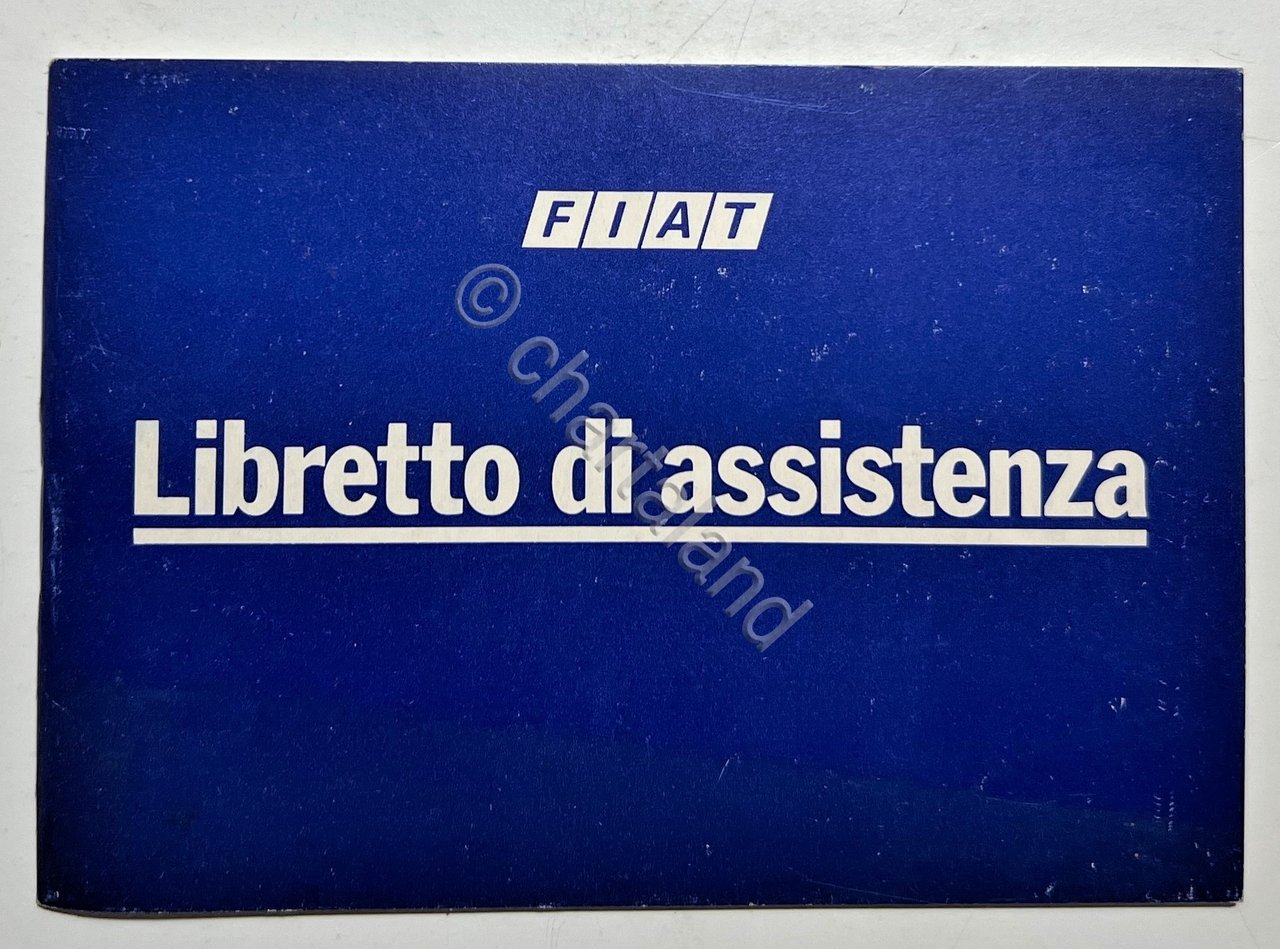 FIAT
© chartaland
Libretto di assistenza